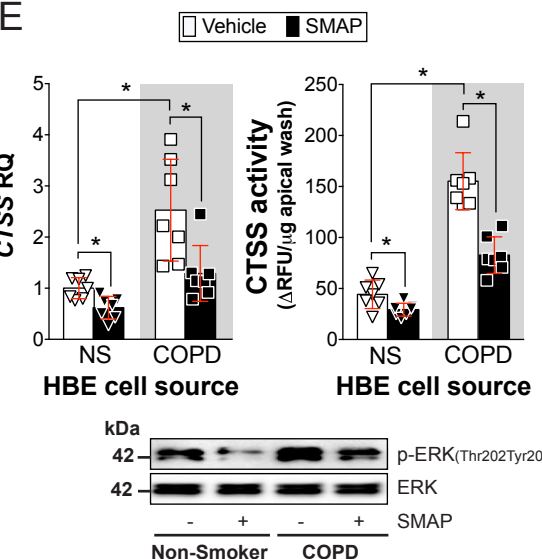 E
Vehicle SMAP
CTSS RQ
5
4
3
2
1
0
*
*
*
NS COPD
HBE cell source
CTSS activity
(ΔRFU/μg apical wash)
250
200
150
100
50
0
*
*
*
NS COPD
HBE cell source
kDa
42
p-ERK(Thr202Tyr20
42
ERK
- + - + SMAP
Non-Smoker COPD